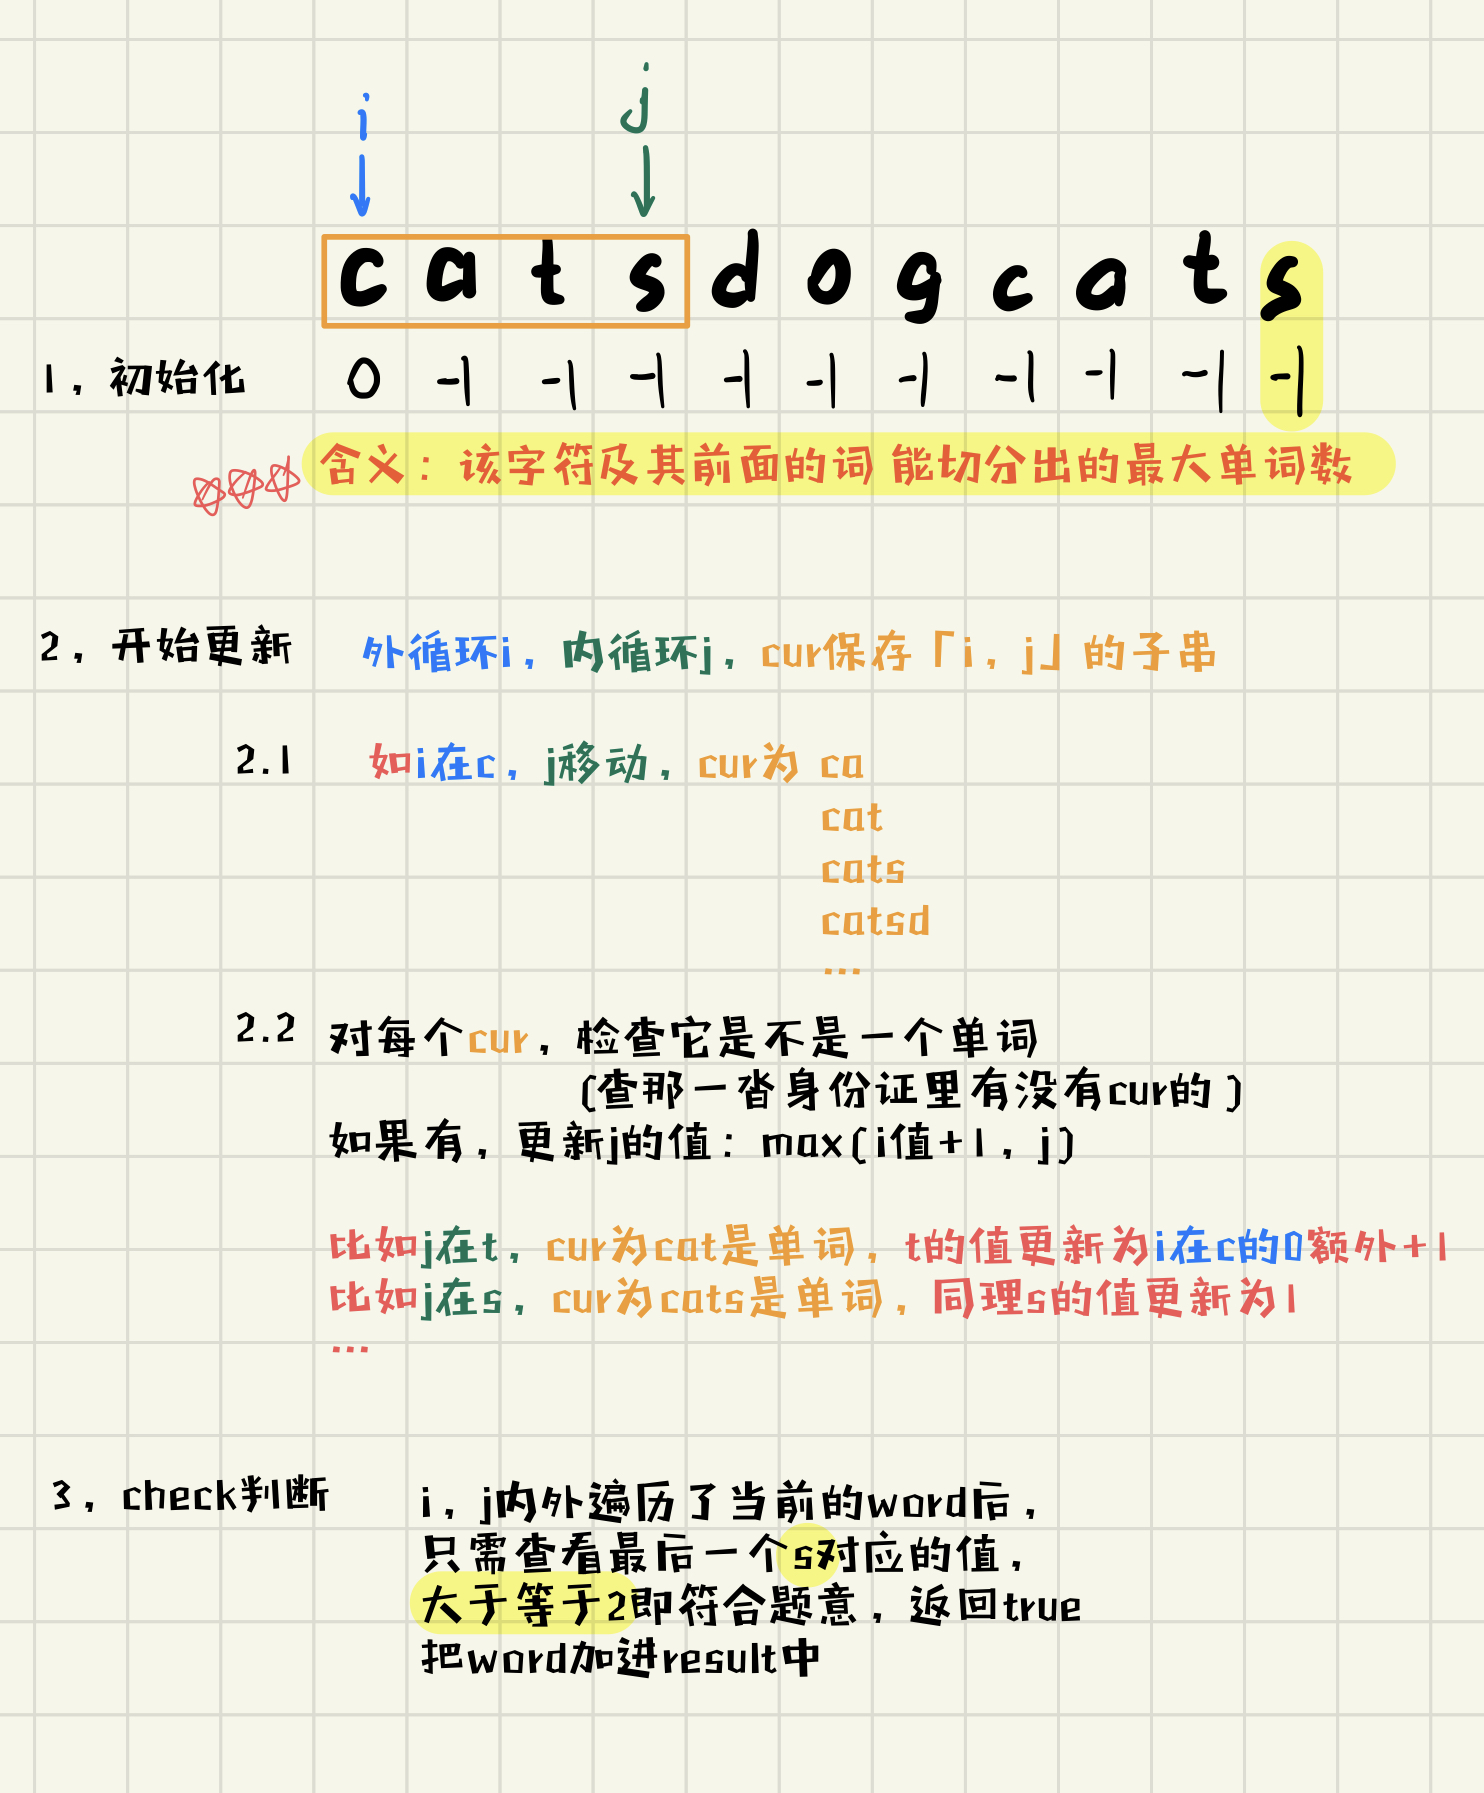 i j
catsdogcats
1，初始化 0 -1 -1 -1 -1 -1 -1 -1 -1 -1 -1
含义：该字符及其前面的词 能切分出的最大单词数
2，开始更新 外循环i，内循环j，cur保存「i，j」的子串
2.1 如i在c，j移动，cur为 ca
cat
cats
catsd
...
2.2 对每个cur，检查它是不是一个单词
(查那一沓身份证里有没有cur的)
如果有，更新j的值：max(i值+1，j)
比如j在t，cur为cat是单词，t的值更新为i在c的0额外+1
比如j在s，cur为cats是单词，同理s的值更新为1
...
3，check判断 i，j内外遍历了当前的word后，
只需查看最后一个s对应的值，
大于等于2即符合题意，返回true
把word加进result中